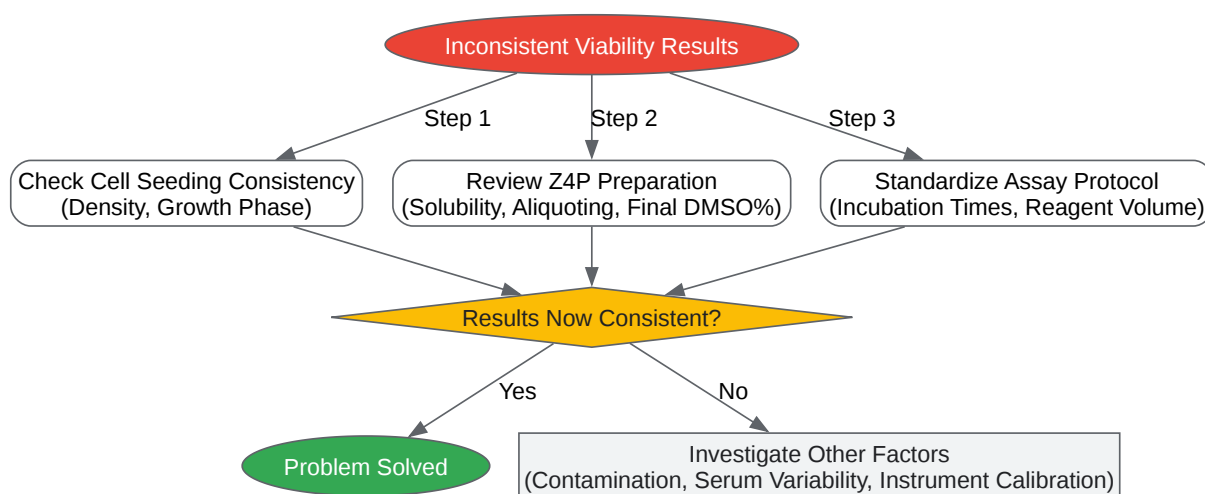 Inconsistent Viability Results
Step 1
Step 2
Step 3
Check Cell Seeding Consistency
(Density, Growth Phase)
Review Z4P Preparation
(Solubility, Aliquoting, Final DMSO%)
Standardize Assay Protocol
(Incubation Times, Reagent Volume)
Results Now Consistent?
Yes
No
Problem Solved
Investigate Other Factors
(Contamination, Serum Variability, Instrument Calibration)